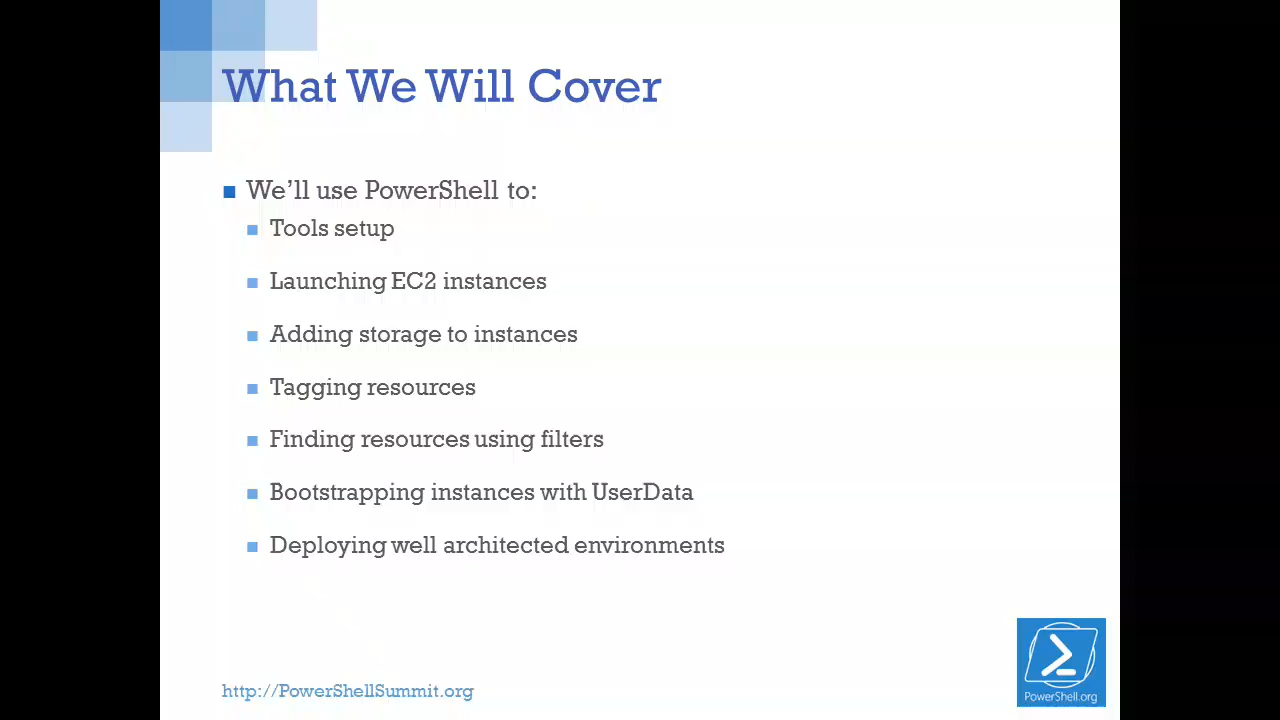 What We Will Cover
We'll use PowerShell to:
Tools setup
Launching EC2 instances
Adding storage to instances
Tagging resources
Finding resources using filters
Bootstrapping instances with UserData
Deploying well architected environments
http://PowerShellSummit.org
PowerShell.org